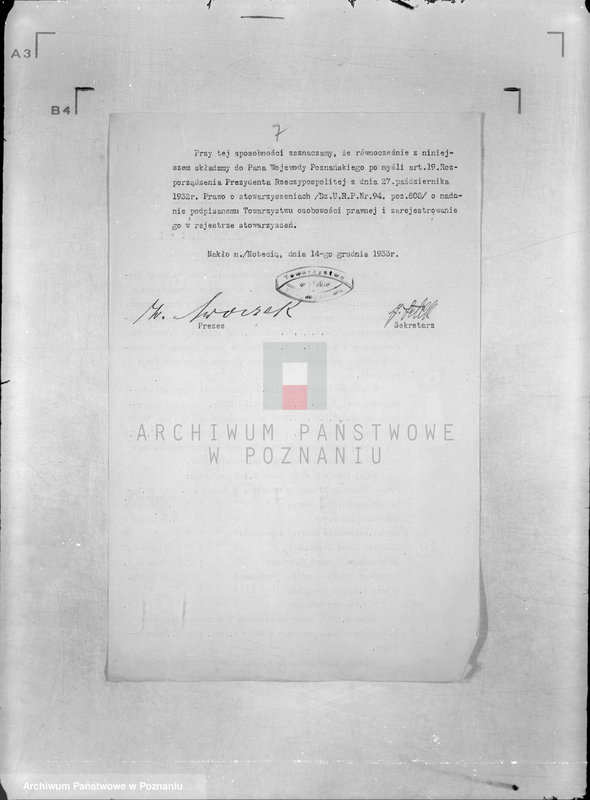 A3
B4
7
Przy tej sposobności zaznaczamy, że równocześnie z niniej-
szem składamy do Pana Wojewody Poznańskiego po myśli art.19.Roz-
porządzenia Prezydenta Rzeczypospolitej z dnia 27.października
1932r. Prawo o stowarzyszeniach /Dz.U.R.P.Nr.94. poz.808/ o nada-
nie podpisanemu Towarzystwu osobowości prawnej i zarejestrowanie
go w rejestrze stowarzyszeń.
Nakło n./Notecią, dnia 14-go grudnia 1933r.
Towarzystwo
Prezes
Sekretarz
ARCHIWUM PAŃSTWOWE
W POZNANIU
Archiwum Państwowe w Poznaniu